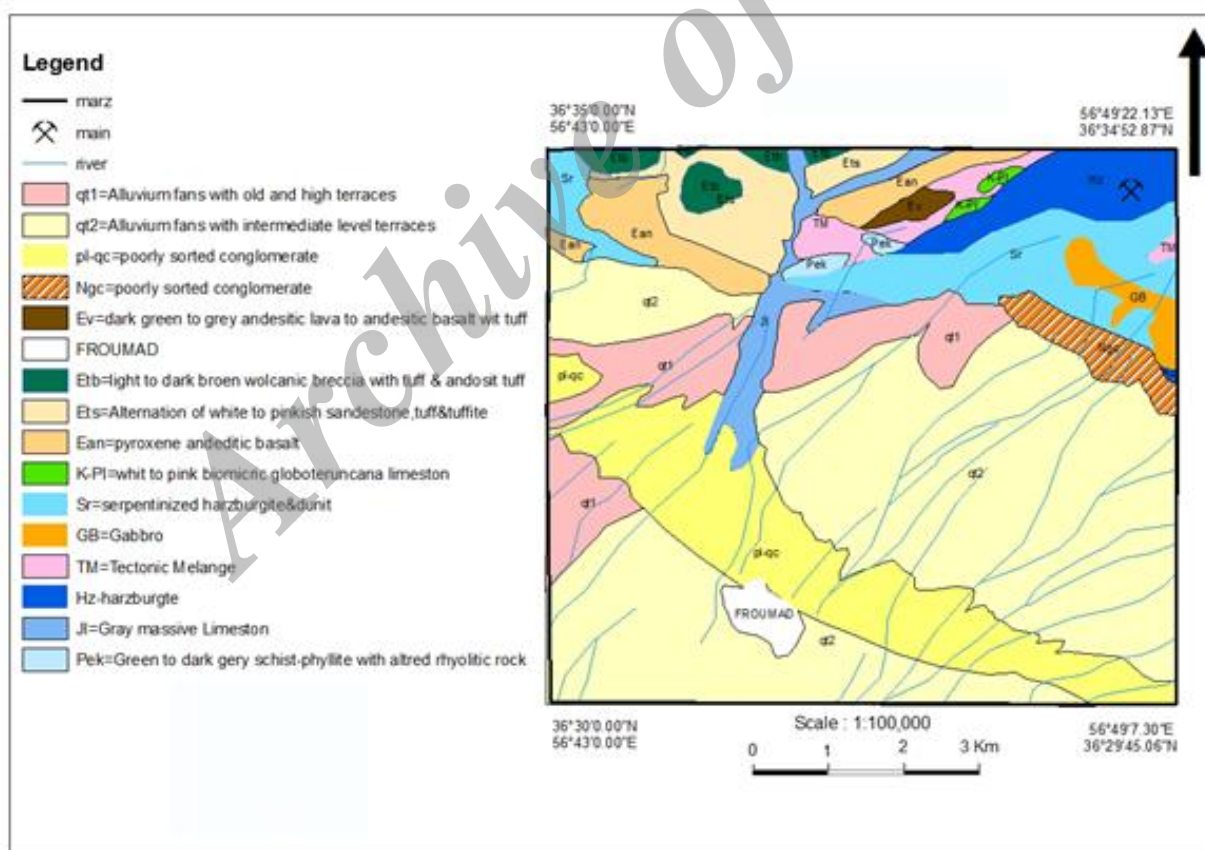 Archive of
Legend
marz
main
river
qt1=Alluvium fans with old and high terraces
qt2=Alluvium fans with intermediate level terraces
pl-qc=poorly sorted conglomerate
Ngc=poorly sorted conglomerate
Ev=dark green to grey andesitic lava to andesitic basalt wit tuff
FROUMAD
Etb=light to dark broen wolcanic breccia with tuff & andosit tuff
Ets=Alternation of white to pinkish sandestone,tuff&tuffite
Ean=pyroxene andeditic basalt
K-Pl=whit to pink biomicric globoteruncana limeston
Sr=serpentinized harzburgite&dunit
GB=Gabbro
TM=Tectonic Melange
Hz-harzburgte
Jl=Gray massive Limeston
Pek=Green to dark gery schist-phyllite with altred rhyolitic rock
36°35'0.00"N
56°43'0.00"E
56°49'22.13"E
36°34'52.87"N
Etb
Ets
Sr
Ets
Ean
K-Pl
Hz
Ev
K-Pl
Ean
Ean
TM
Pek
TM
Pek
Sr
qt2
GB
Jl
qt1
Ngc
qt1
pl-qc
qt2
qt1
pl-qc
FROUMAD
qt2
36°30'0.00"N
56°43'0.00"E
Scale : 1:100,000
56°49'7.30"E
36°29'45.06"N
0 1 2 3 Km